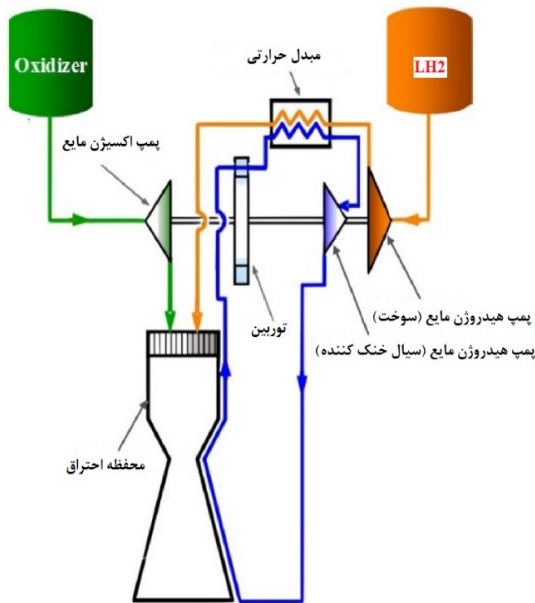 Oxidizer
LH2
مبدل حرارتی
پمپ اکسیژن مایع
توربین
پمپ هیدروژن مایع (سوخت)
پمپ هیدروژن مایع (سیال خنک کننده)
محفظه احتراق